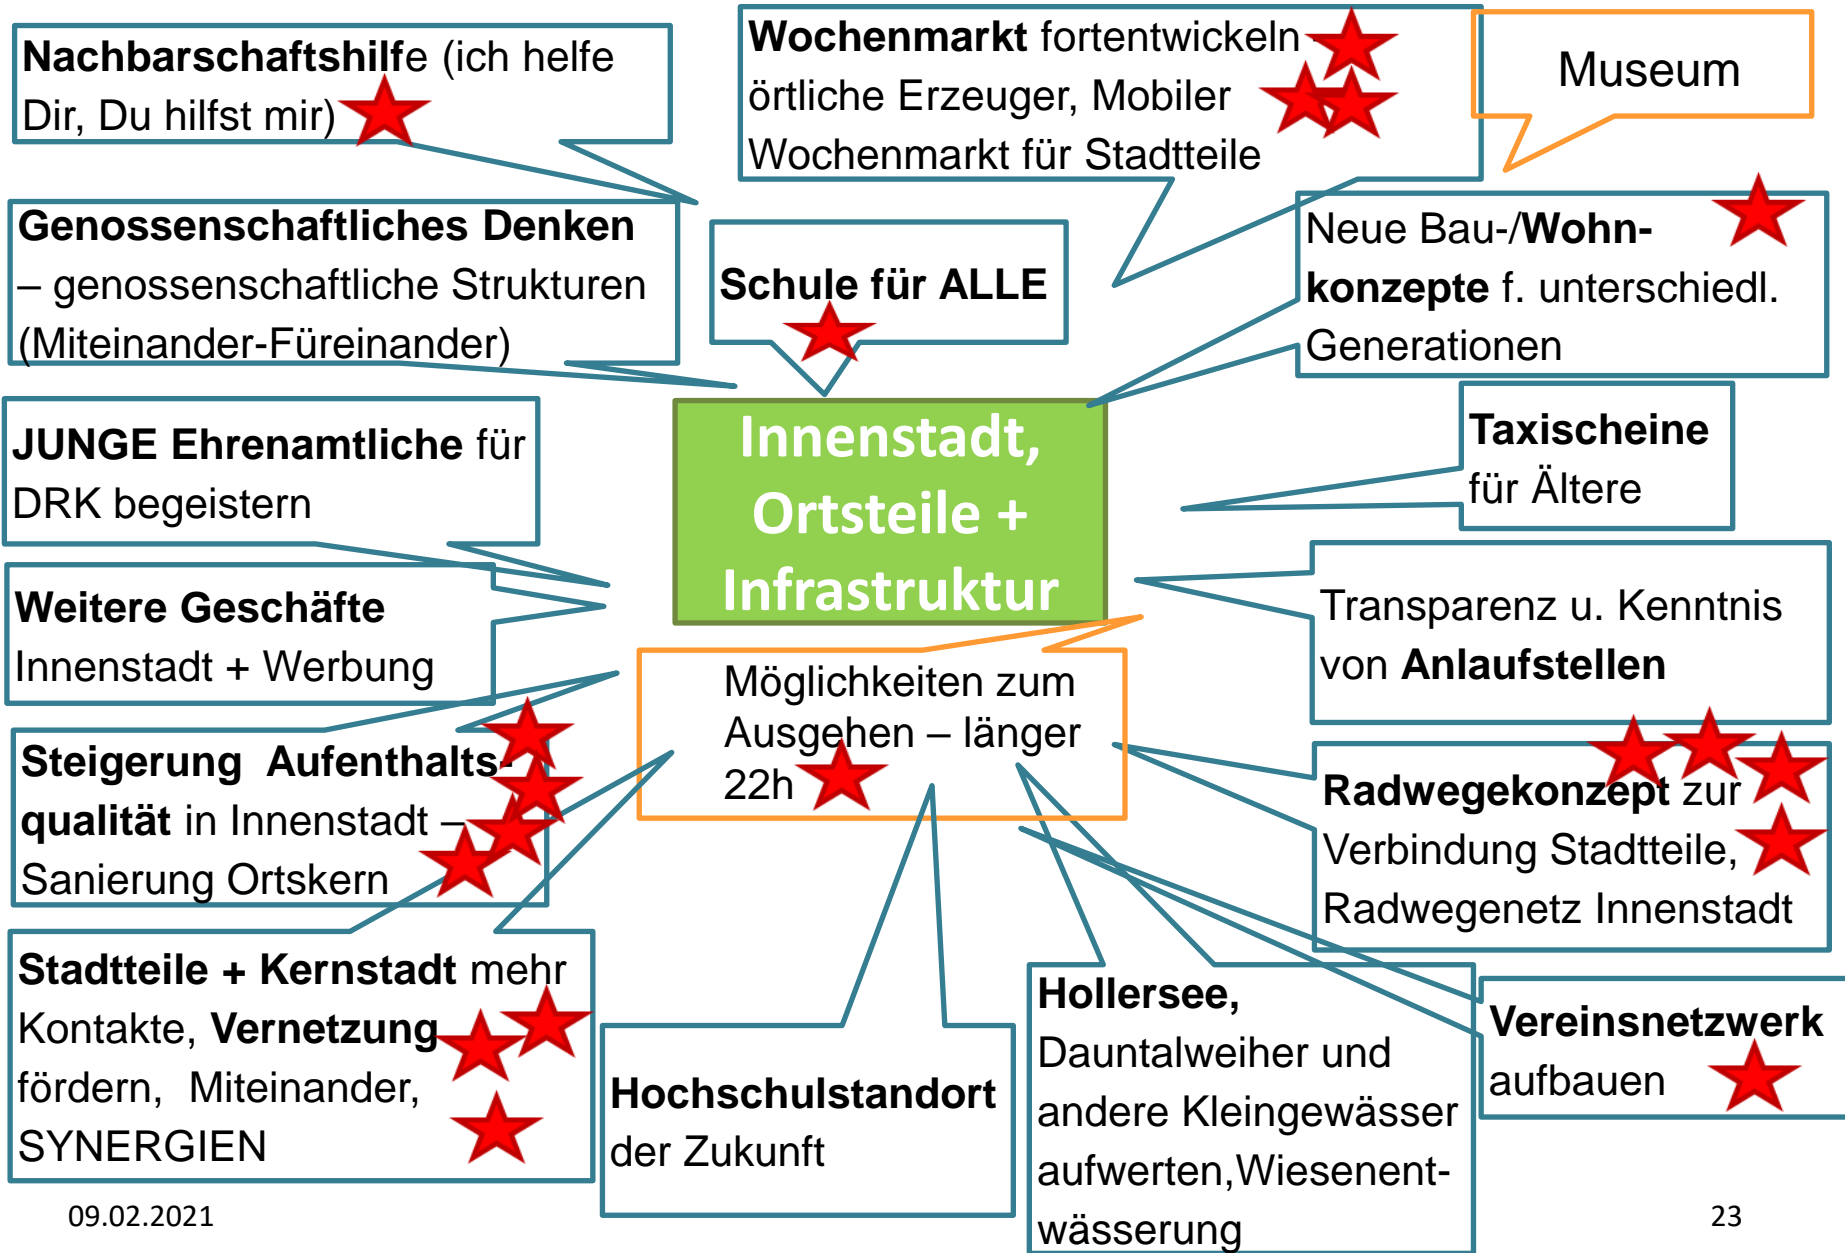 Nachbarschaftshilfe (ich helfe
Dir, Du hilfst mir)
Wochenmarkt fortentwickeln -
örtliche Erzeuger, Mobiler
Wochenmarkt für Stadtteile
Museum
Genossenschaftliches Denken
– genossenschaftliche Strukturen
(Miteinander-Füreinander)
Schule für ALLE
Neue Bau-/Wohn-
konzepte f. unterschiedl.
Generationen
JUNGE Ehrenamtliche für
DRK begeistern
Innenstadt,
Ortsteile +
Infrastruktur
Taxischeine
für Ältere
Weitere Geschäfte
Innenstadt + Werbung
Transparenz u. Kenntnis
von Anlaufstellen
Möglichkeiten zum
Ausgehen – länger
22h
Steigerung Aufenthalts-
qualität in Innenstadt –
Sanierung Ortskern
Radwegekonzept zur
Verbindung Stadtteile,
Radwegenetz Innenstadt
Stadtteile + Kernstadt mehr
Kontakte, Vernetzung
fördern, Miteinander,
SYNERGIEN
Hochschulstandort
der Zukunft
Hollersee,
Dauntalweiher und
andere Kleingewässer
aufwerten,Wiesenent-
wässerung
Vereinsnetzwerk
aufbauen
09.02.2021
23